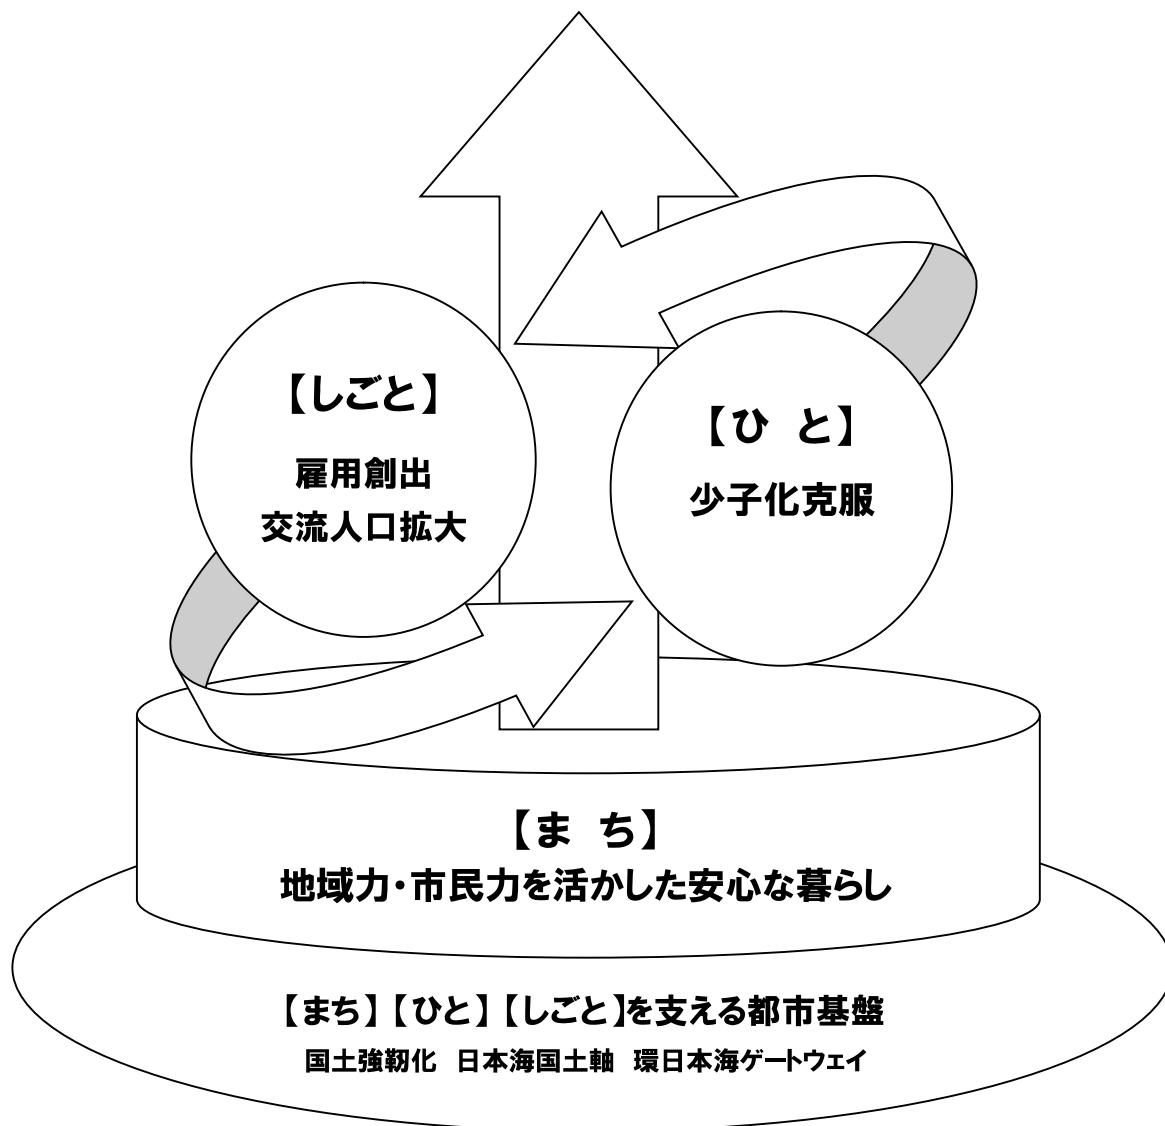 【しごと】
雇用創出
交流人口拡大
【ひ と】
少子化克服
【ま ち】
地域力・市民力を活かした安心な暮らし
【まち】【ひと】【しごと】を支える都市基盤
国土強靭化 日本海国土軸 環日本海ゲートウェイ